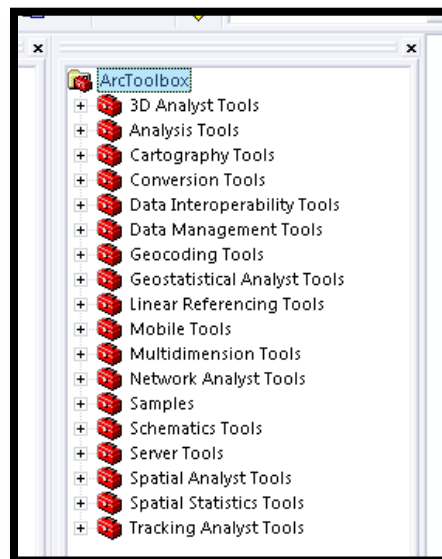 ArcToolbox
3D Analyst Tools
Analysis Tools
Cartography Tools
Conversion Tools
Data Interoperability Tools
Data Management Tools
Geocoding Tools
Geostatistical Analyst Tools
Linear Referencing Tools
Mobile Tools
Multidimension Tools
Network Analyst Tools
Samples
Schematics Tools
Server Tools
Spatial Analyst Tools
Spatial Statistics Tools
Tracking Analyst Tools